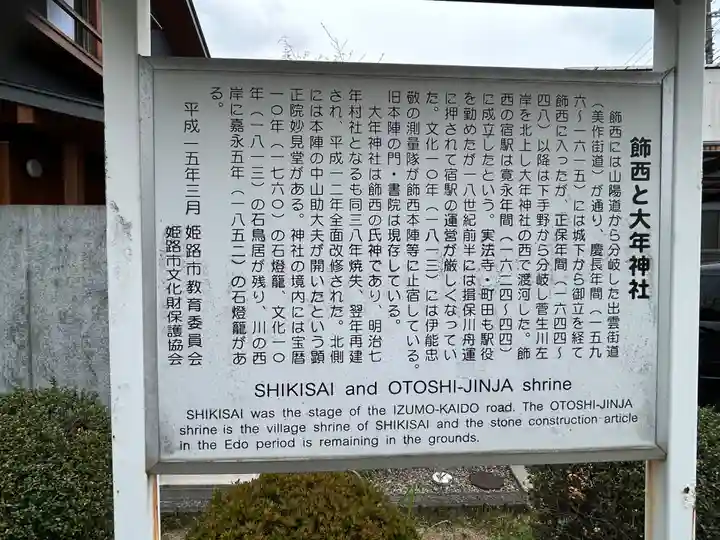 飾西と大年神社
飾西には山陽道から分岐した出雲街道
（美作街道）が通り、慶長年間（一五九
六～一六一五）には城下から御立を経て
飾西に入ったが、正保年間（一六四四～
四八）以降は下手野から分岐し菅生川左
岸を北上し大年神社の西で渡河した。飾
西の宿駅は寛永年間（一六二四～四四）
に成立したという。実法寺・町田も駅役
を勤めたが一八世紀前半には揖保川舟運
に押されて宿駅の運営が厳しくなってい
た。文化一〇年（一八一三）には伊能忠
敬の測量隊が飾西本陣等に止宿している。
旧本陣の門・書院は現存している。
大年神社は飾西の氏神であり、明治七
年村社となるも同三八年焼失、翌年再建
され、平成一二年全面改修された。北側
には本陣の中山助大夫が開いたという顕
正院妙見堂がある。神社の境内には宝暦
一〇年（一七六〇）の石燈籠、文化一〇
年（一八一三）の石鳥居が残り、川の西
岸に嘉永五年（一八五二）の石燈籠があ
る。
平成一五年三月 姫路市教育委員会
姫路市文化財保護協会
SHIKISAI and OTOSHI-JINJA shrine
SHIKISAI was the stage of the IZUMO-KAIDO road. The OTOSHI-JINJA
shrine is the village shrine of SHIKISAI and the stone construction article
in the Edo period is remaining in the grounds.